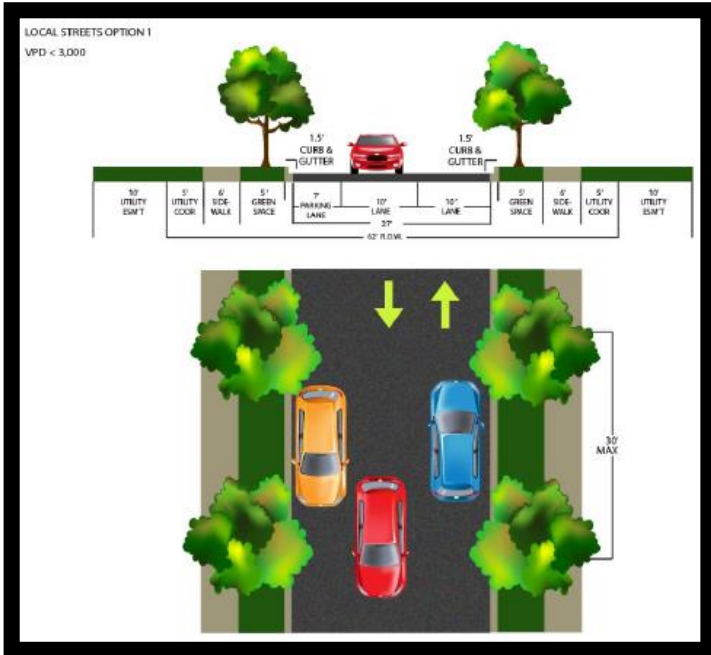 LOCAL STREETS OPTION 1
VPD < 3,000
1.5'
CURB &
GUTTER
1.5'
CURB &
GUTTER
10'
UTILITY
ESM'T
5'
UTILITY
COOR
6'
SIDE-
WALK
5'
GREEN
SPACE
7'
PARKING
LANE
10'
LANE
10'
LANE
5'
GREEN
SPACE
6'
SIDE-
WALK
5'
UTILITY
COOR
10'
UTILITY
ESM'T
27'
62' R.O.W.
30'
MAX